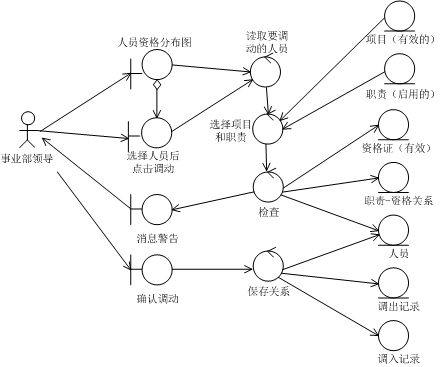 人员资格分布图
读取要调
动的人员
项目（有效的）
职责（启用的）
选择项目
和职责
事业部领导
选择人员后
点击调动
资格证（有效）
职责-资格关系
检查
消息警告
人员
确认调动
保存关系
调出记录
调入记录